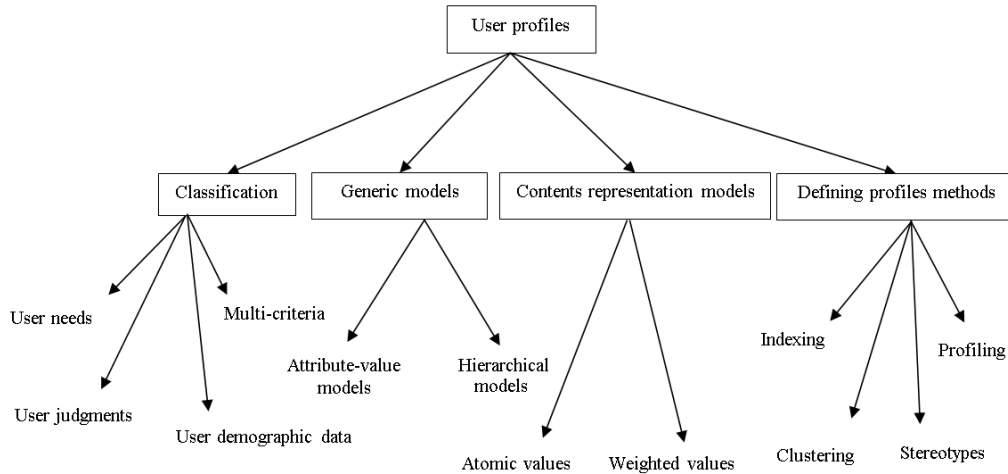 User profiles
Classification
Generic models
Contents representation models
Defining profiles methods
User needs
Multi-criteria
User judgments
User demographic data
Attribute-value
models
Hierarchical
models
Atomic values
Weighted values
Indexing
Profiling
Clustering
Stereotypes